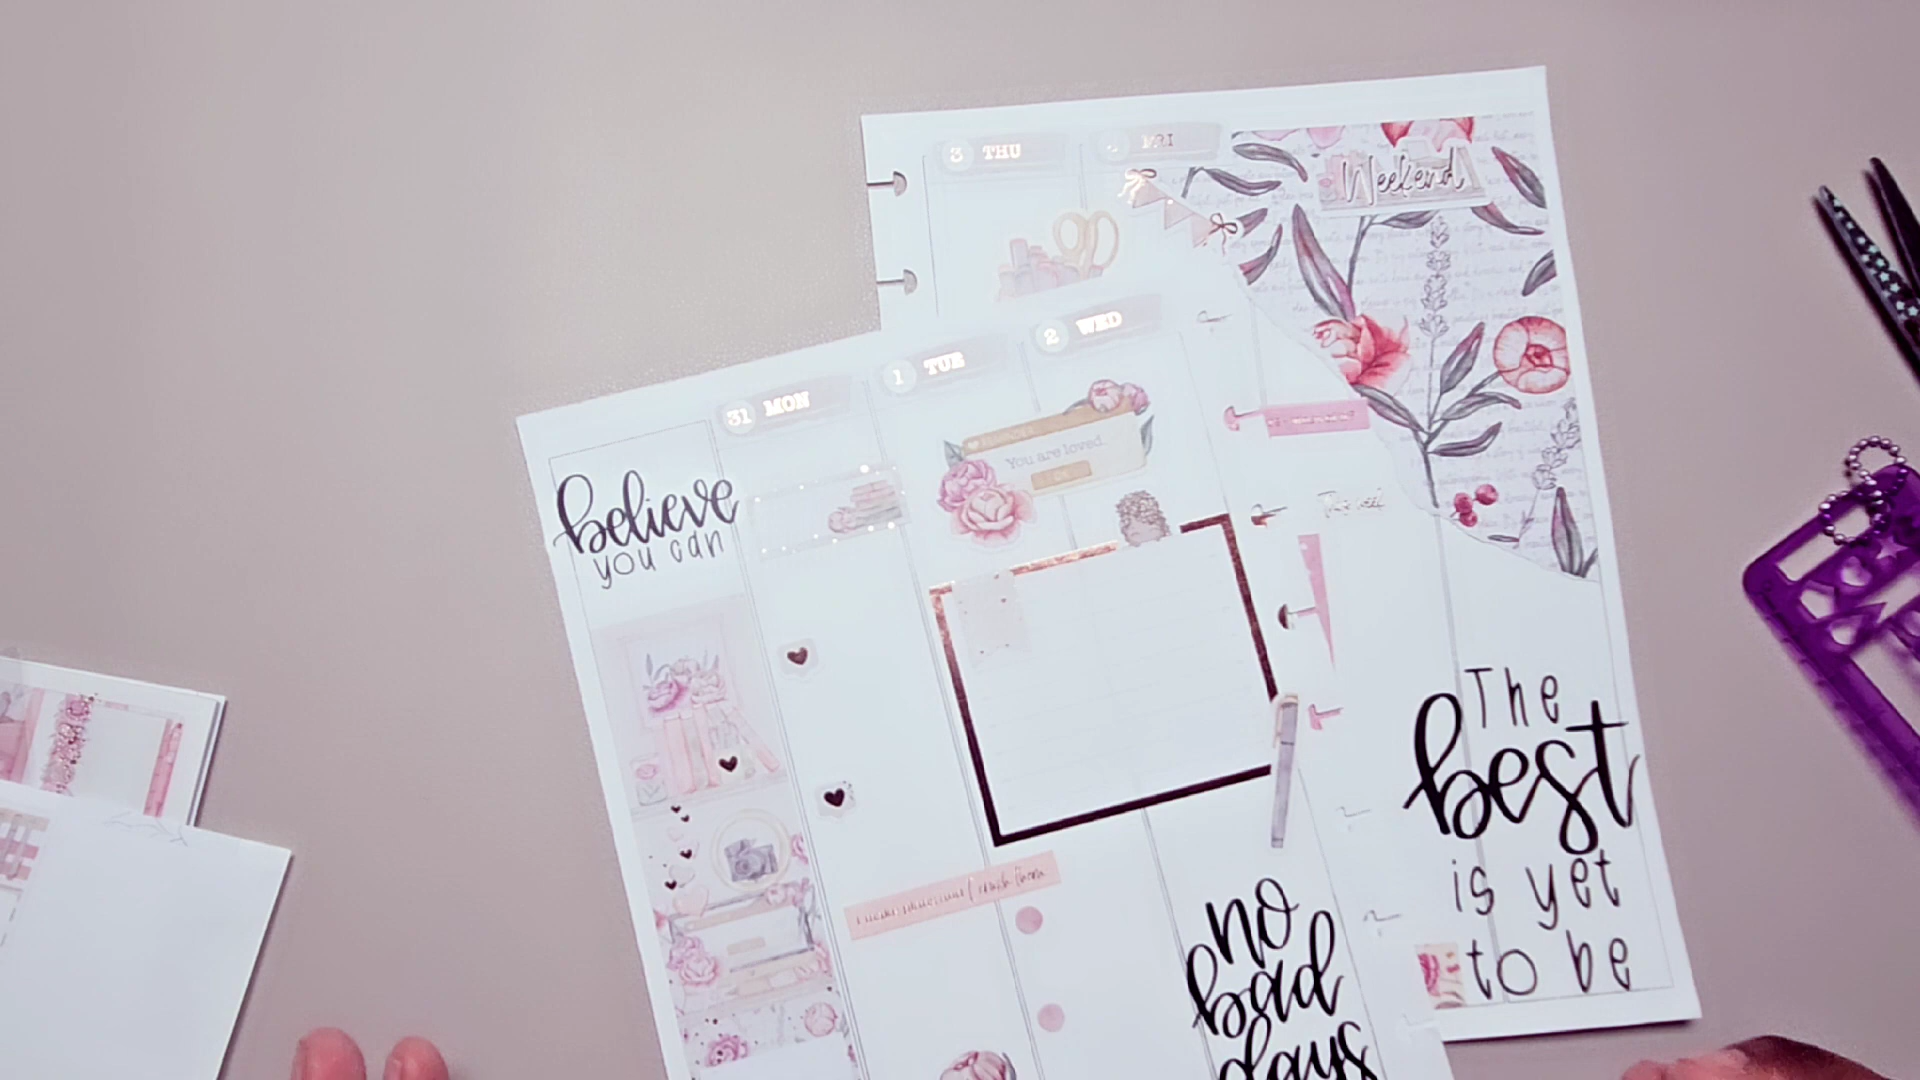 3 THU
FRI
Weekend
31 MON
1 TUE
2 WED
You are loved.
believe
you can
The
best
is yet
to be
no
bad
days